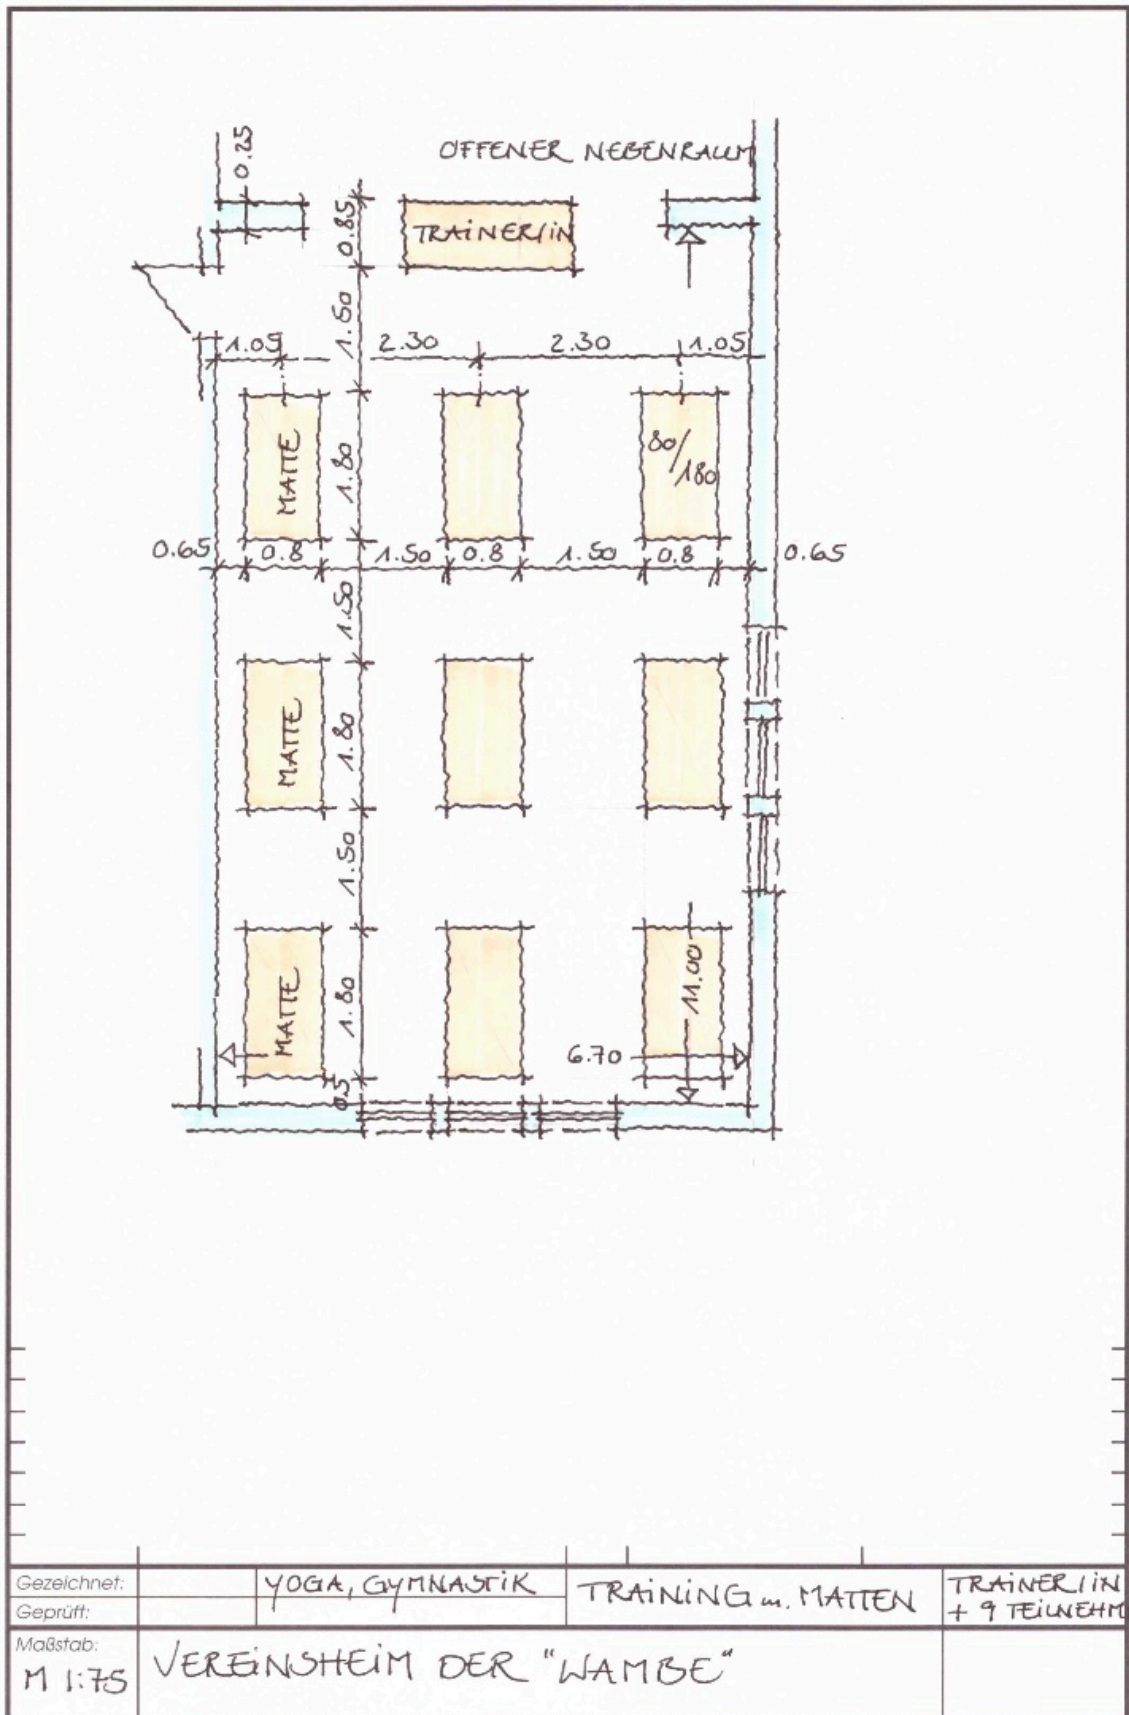 0.25
OFFENER NEBENRAUM
0.85
TRAINER/IN
1.60
1.05
2.30
2.30
1.05
MATTE
1.80
80/180
0.65
0.8
1.50
0.8
1.50
0.8
0.65
1.50
MATTE
1.80
1.50
MATTE
1.80
11.00
6.70
0.5
Gezeichnet:
Geprüft:
YOGA, GYMNASTIK
TRAINING m. MATTEN
TRAINER/IN
+ 9 TEILNEHM
Maßstab:
M 1:75
VEREINSHEIM DER "WAMBE"